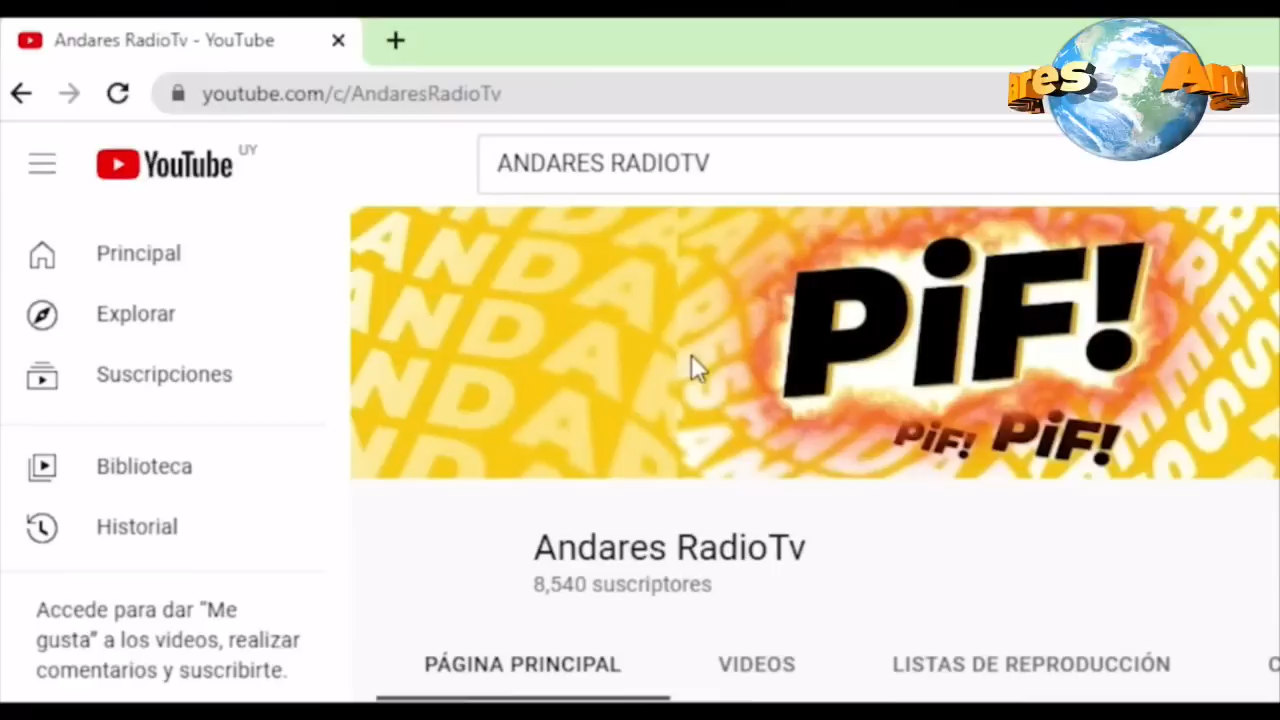 Andares RadioTv - YouTube
youtube.com/c/AndaresRadioTv
YouTube UY
ANDARES RADIOTV
Principal
Explorar
Suscripciones
Biblioteca
Historial
Accede para dar “Me
gusta” a los videos, realizar
comentarios y suscribirte.
PiF!
PiF! PiF!
Andares RadioTv
8,540 suscriptores
PÁGINA PRINCIPAL
VIDEOS
LISTAS DE REPRODUCCIÓN